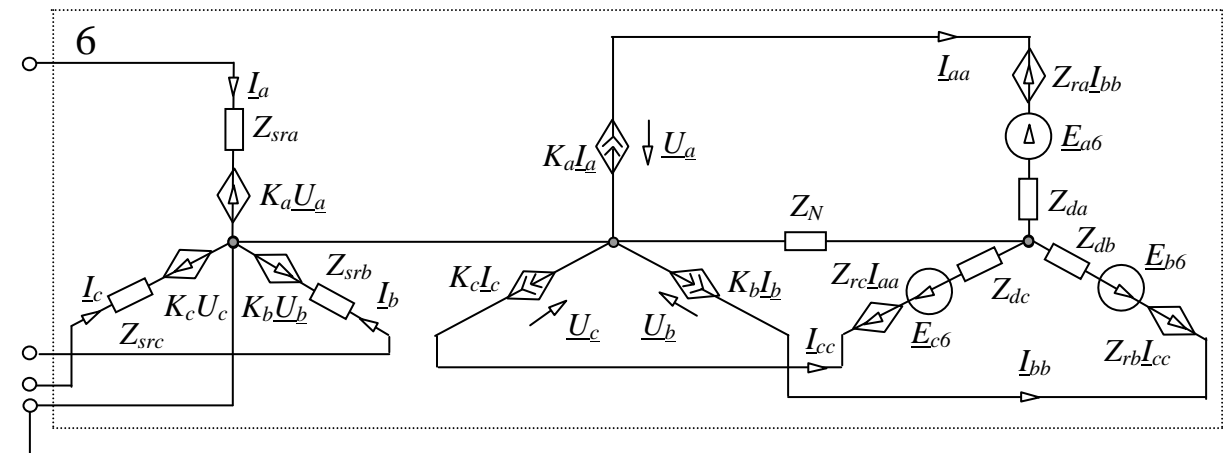 6
I_a
Z_sra
K_aU_a
I_c
K_cU_c
Z_src
K_bU_b
Z_srb
I_b
K_aI_a
U_a
K_cI_c
U_c
K_bI_b
U_b
Z_N
I_aa
Z_raI_bb
E_a6
Z_da
Z_db
E_b6
Z_rcI_aa
Z_dc
E_c6
I_cc
Z_rbI_cc
I_bb